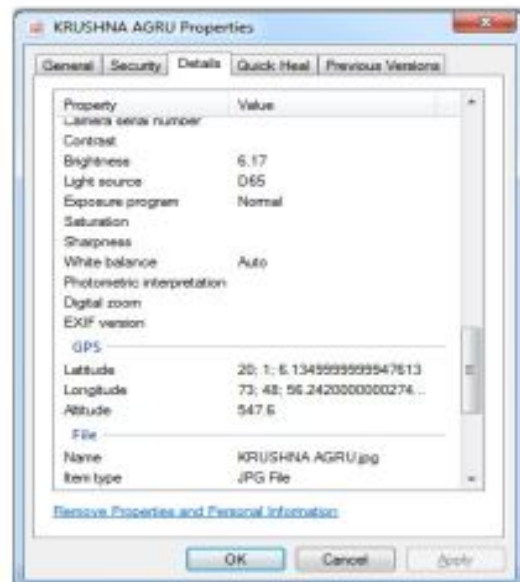 KRUSHNA AGRU Properties
General Security Details Quick Heal Previous Versions
Property Value
Camera serial number
Contrast
Brightness 6.17
Light source D65
Exposure program Normal
Saturation
Sharpness
White balance Auto
Photometric interpretation
Digital zoom
EXIF version
GPS
Latitude 20; 1; 6.1349999999947613
Longitude 73; 48; 56.2420000000274...
Altitude 547.6
File
Name KRUSHNA AGRU.jpg
Item type JPG File
Remove Properties and Personal Information
OK Cancel Apply